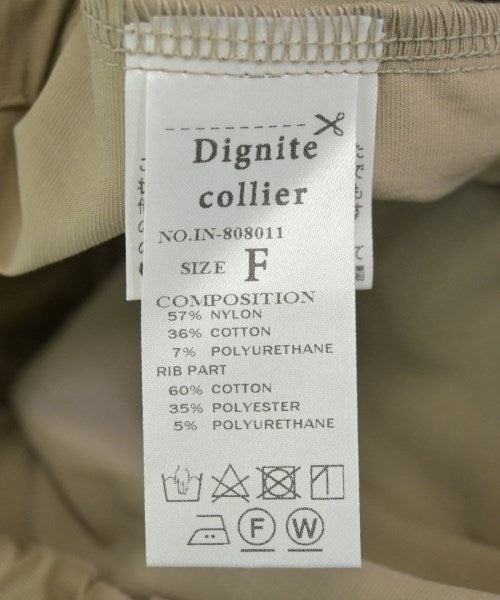 Dignite
collier
NO.IN-808011
SIZE F
COMPOSITION
57% NYLON
36% COTTON
7% POLYURETHANE
RIB PART
60% COTTON
35% POLYESTER
5% POLYURETHANE
F W